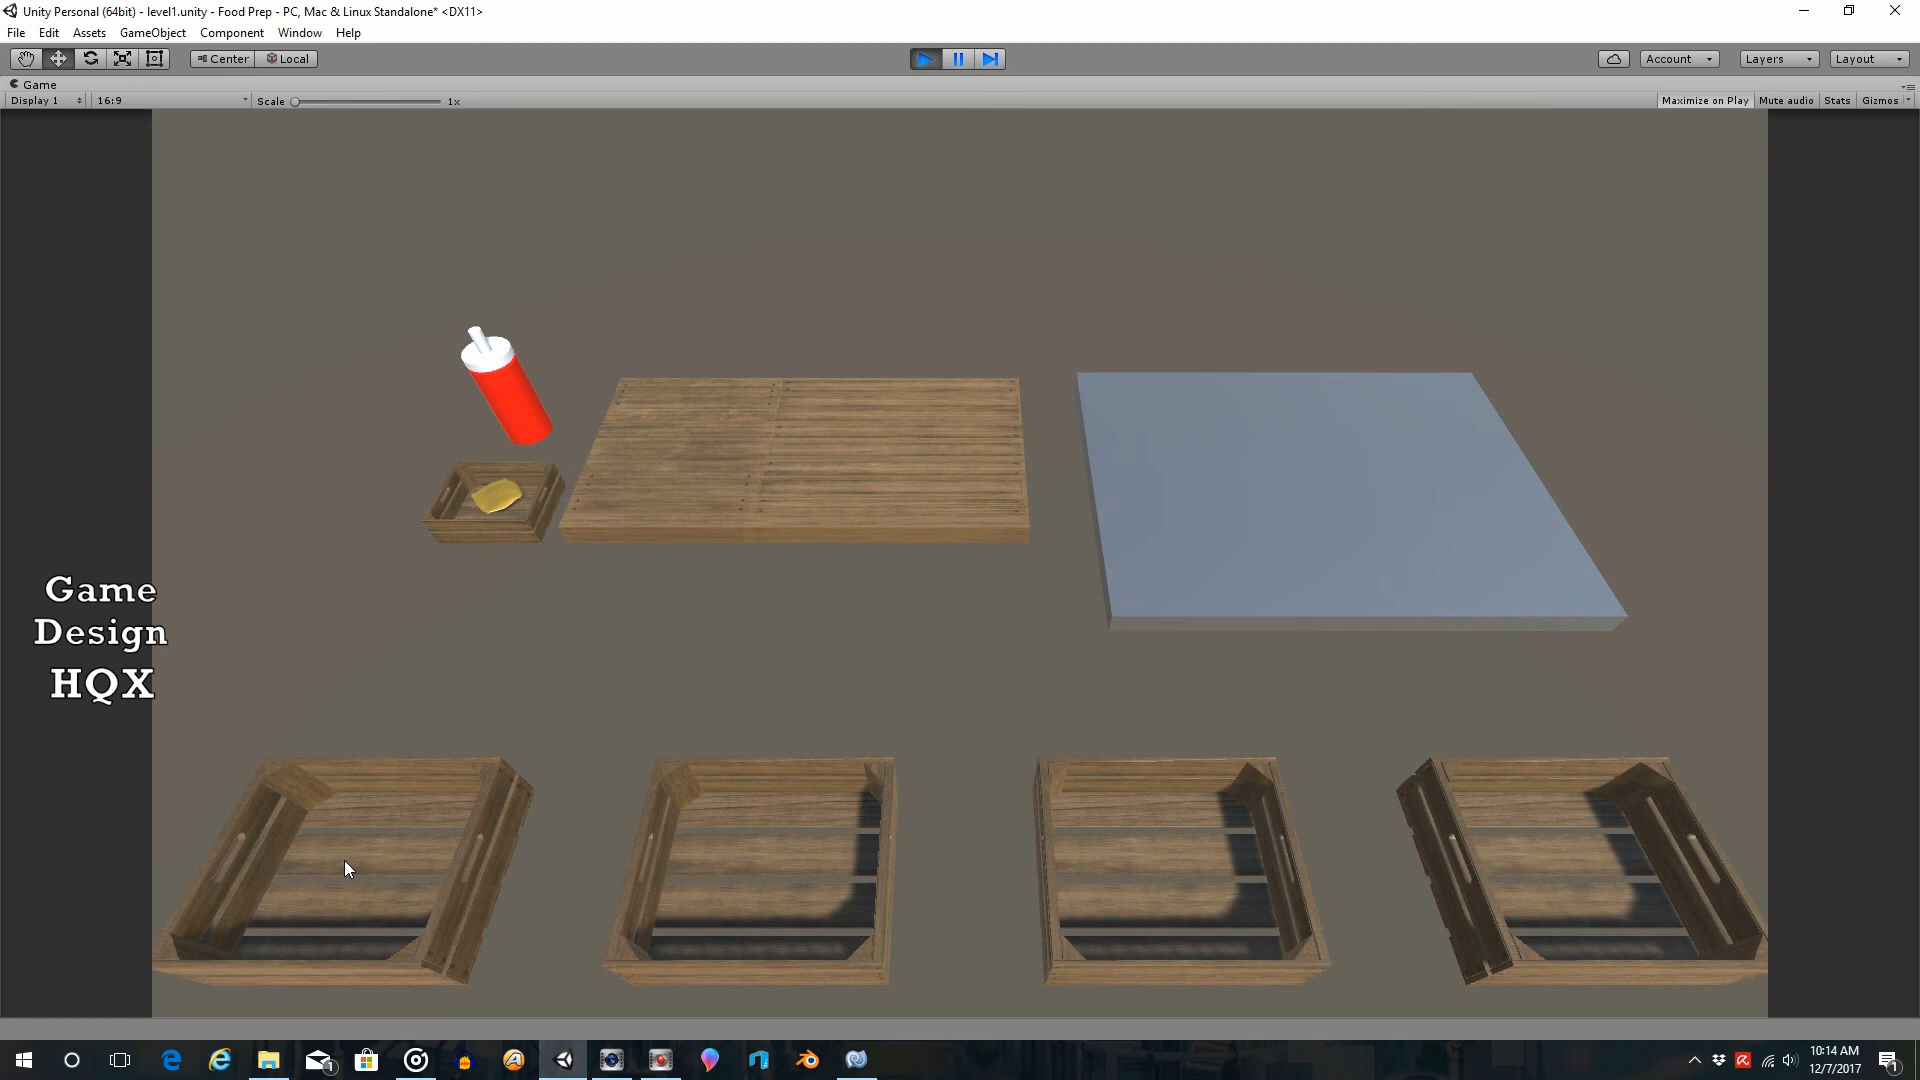 Unity Personal (64bit) - level1.unity - Food Prep - PC, Mac & Linux Standalone* <DX11>
File Edit Assets GameObject Component Window Help
Center Local Account Layers Layout
Game
Display 1 16:9 Scale 1x Maximize on Play Mute audio Stats Gizmos
Game
Design
HQX
10:14 AM
12/7/2017